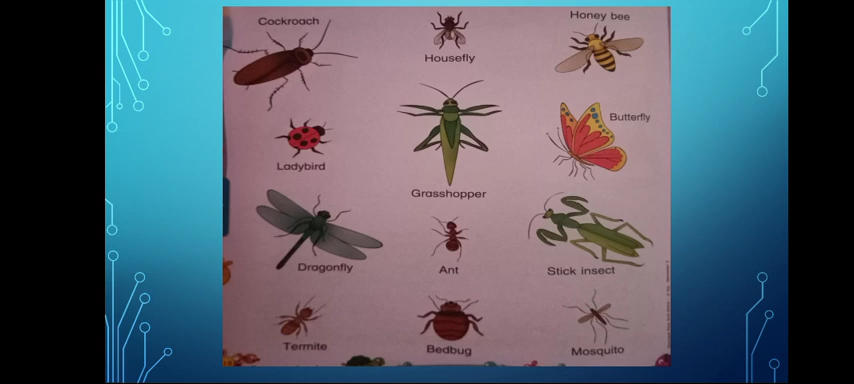 Cockroach
Housefly
Honey bee
Ladybird
Grasshopper
Butterfly
Dragonfly
Ant
Stick insect
Termite
Bedbug
Mosquito